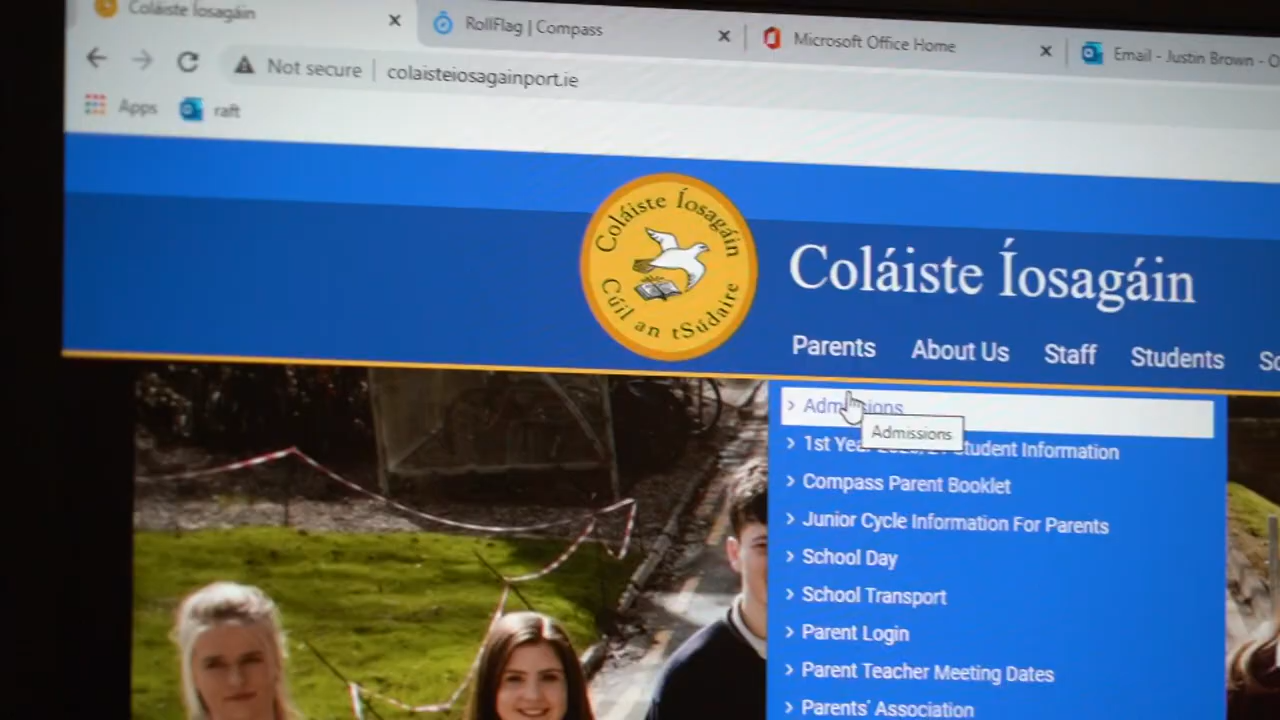 Coláiste Íosagáin
RollFlag | Compass
Microsoft Office Home
Email - Justin Brown - O
Not secure
colaisteiosagainport.ie
Apps
raft
Coláiste Íosagáin
Cúil an tSúdaire
Coláiste Íosagáin
Parents
About Us
Staff
Students
Sc
Admissions
Admissions
1st Year Student Information
Compass Parent Booklet
Junior Cycle Information For Parents
School Day
School Transport
Parent Login
Parent Teacher Meeting Dates
Parents' Association